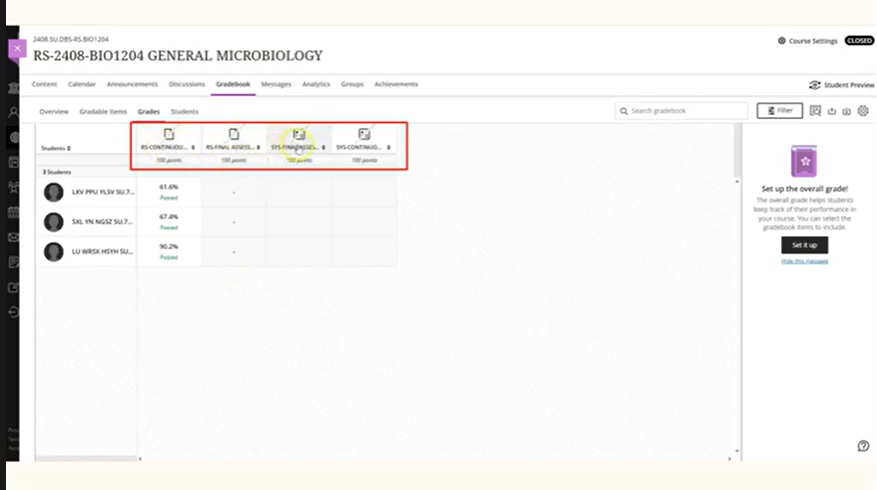 2408.SU.DBS-RS.BIO1204
RS-2408-BIO1204 GENERAL MICROBIOLOGY
Course Settings CLOSED
Content Calendar Announcements Discussions Gradebook Messages Analytics Groups Achievements
Student Preview
Overview Gradable Items Grades Students
Search gradebook
Filter
Students
RS-CONTINUOU... RS-FINAL ASSESS... SYS-CONTINUO...
100 points 100 points 100 points 100 points
3 Students
LXV PPU YLSV SU.7... 61.6% Passed -
SXL YN NGSZ SU.7... 67.4% Passed -
LU WRSX HSYH SU... 90.2% Passed -
Set up the overall grade!
The overall grade helps students
keep track of their performance in
your course. You can select the
gradebook items to include.
Set it up
Hide this message